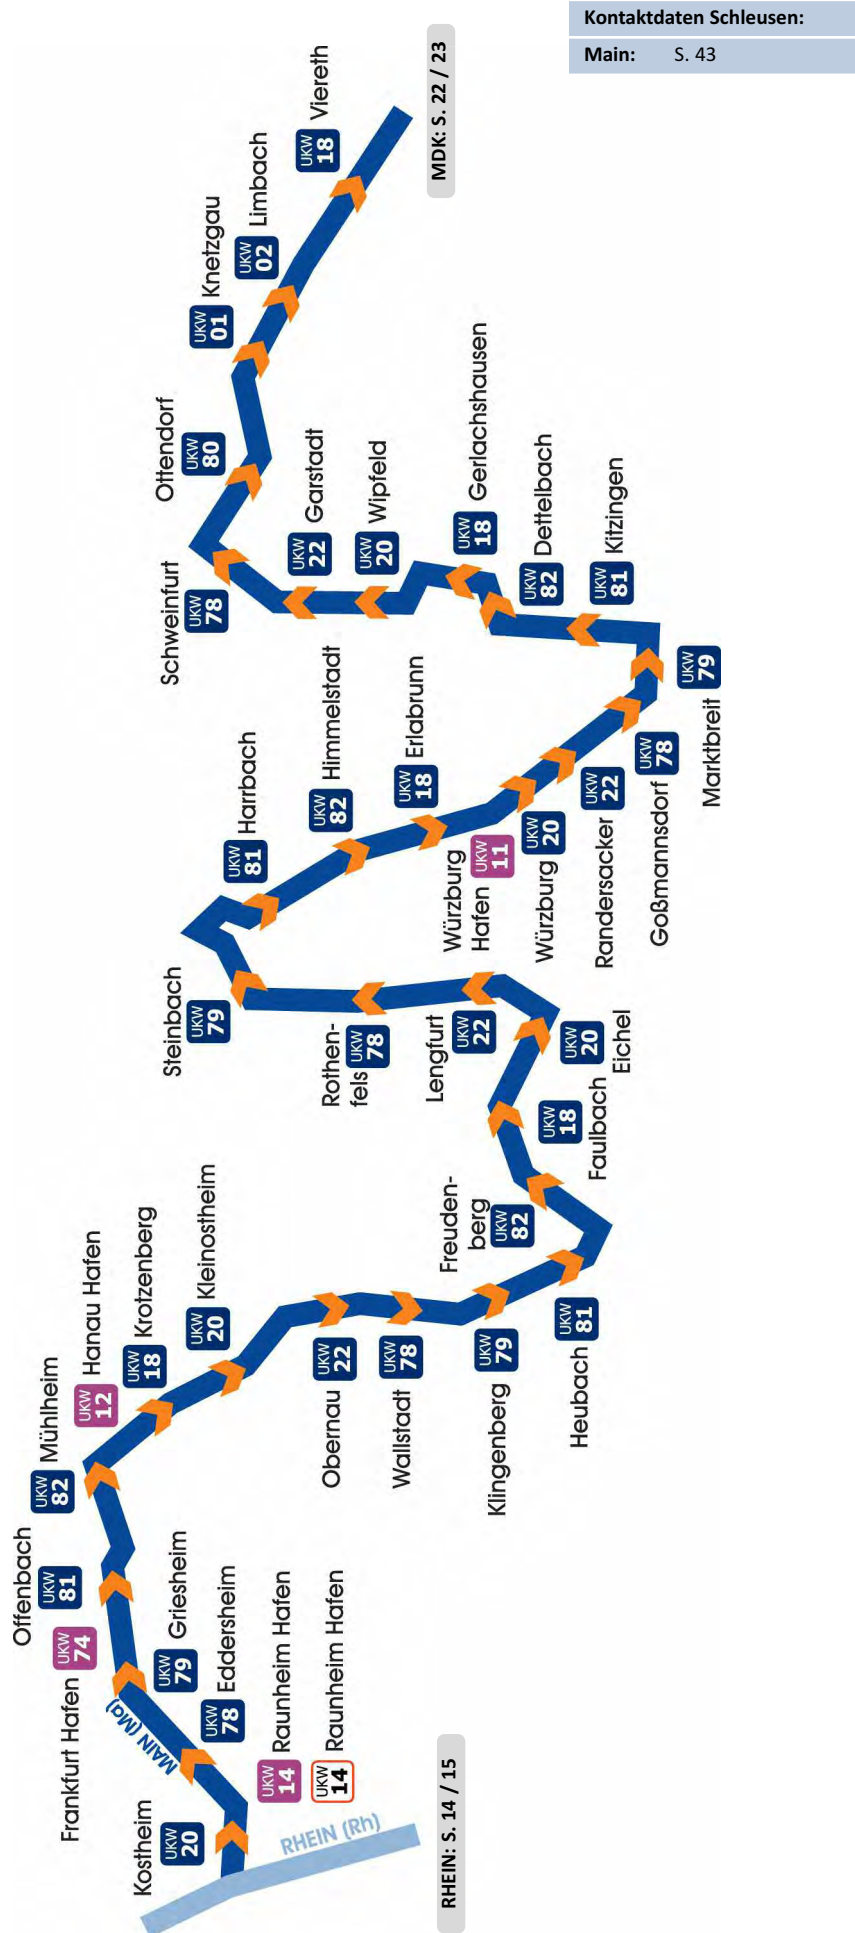 Kontaktdaten Schleusen:
Main: S. 43
MDK: S. 22 / 23
UKW
18
Viereth
UKW
02
Limbach
UKW
01
Knetzgau
UKW
80
Ottendorf
Schweinfurt
UKW
78
UKW
22
Garstadt
UKW
20
Wipfeld
UKW
18
Gerlachshausen
UKW
82
Dettelbach
UKW
81
Kitzingen
UKW
79
Marktbreit
UKW
78
Goßmannsdorf
UKW
22
Randersacker
UKW
20
Würzburg
Würzburg
Hafen
UKW
11
UKW
18
Erlabrunn
UKW
82
Himmelstadt
UKW
81
Harrbach
Steinbach
UKW
79
Rothen-
fels
UKW
78
Lengfurt
UKW
22
UKW
20
Eichel
UKW
18
Faulbach
Freuden-
berg
UKW
82
UKW
81
Heubach
UKW
79
Klingenberg
UKW
78
Wallstadt
UKW
22
Obernau
UKW
20
Kleinostheim
UKW
18
Krotzenberg
UKW
12
Hanau Hafen
UKW
82
Mühlheim
Offenbach
UKW
81
Frankfurt Hafen
UKW
74
UKW
79
Griesheim
UKW
78
Eddersheim
MAIN (Ma)
UKW
14
Raunheim Hafen
UKW
14
Raunheim Hafen
Kostheim
UKW
20
RHEIN (Rh)
RHEIN: S. 14 / 15